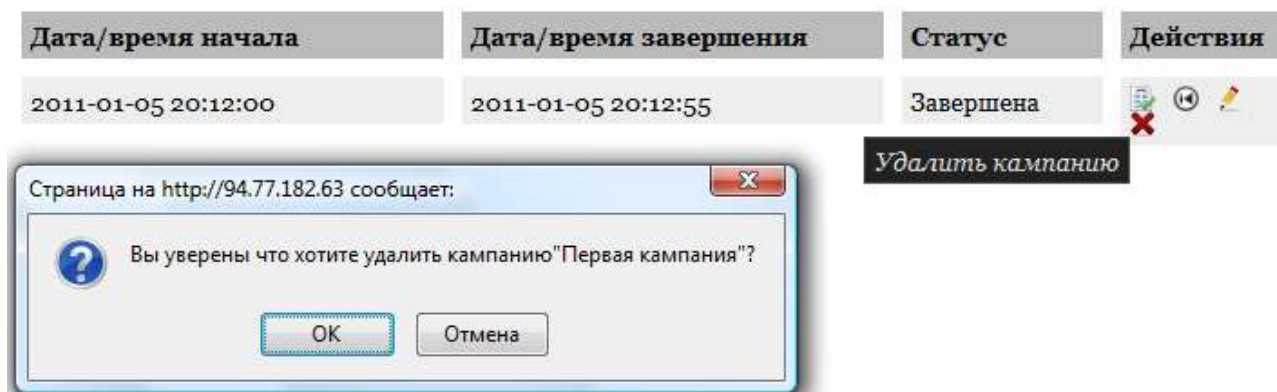 Дата/время начала Дата/время завершения Статус Действия
2011-01-05 20:12:00 2011-01-05 20:12:55 Завершена
Удалить кампанию
Страница на http://94.77.182.63 сообщает:
Вы уверены что хотите удалить кампанию"Первая кампания"?
OK Отмена